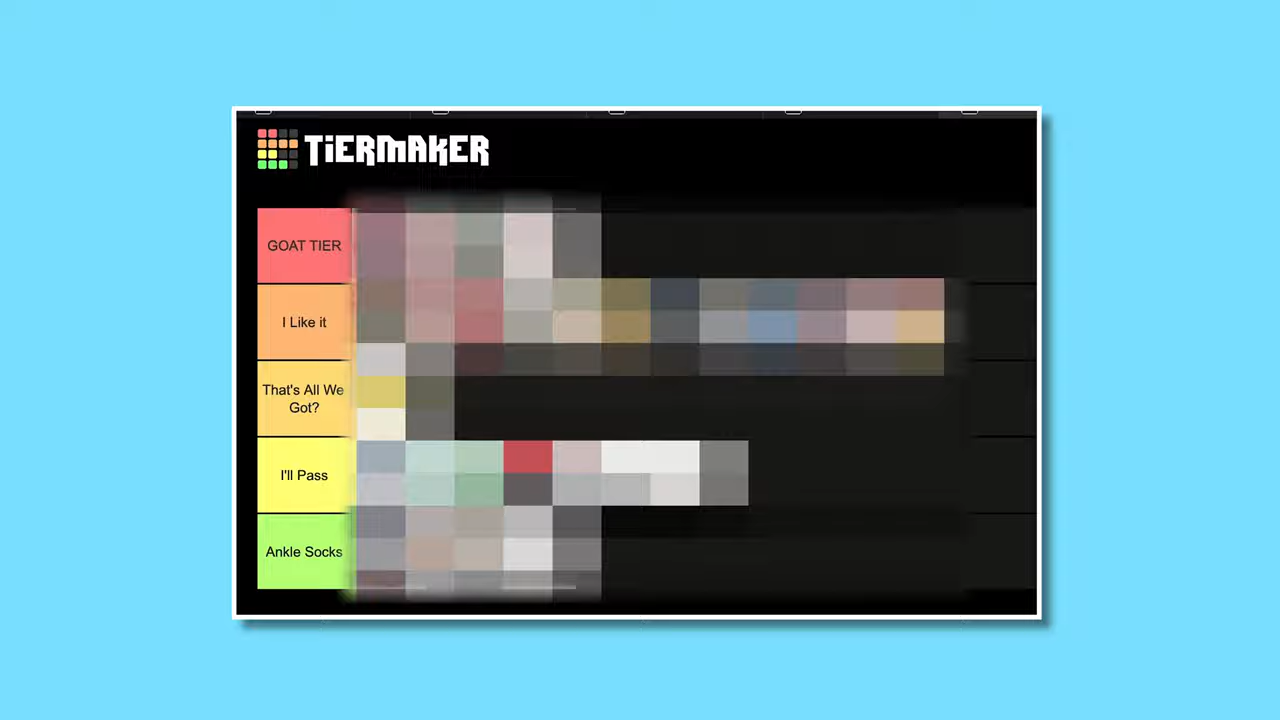 TiERMAKER
GOAT TIER
I Like it
That's All We
Got?
I'll Pass
Ankle Socks